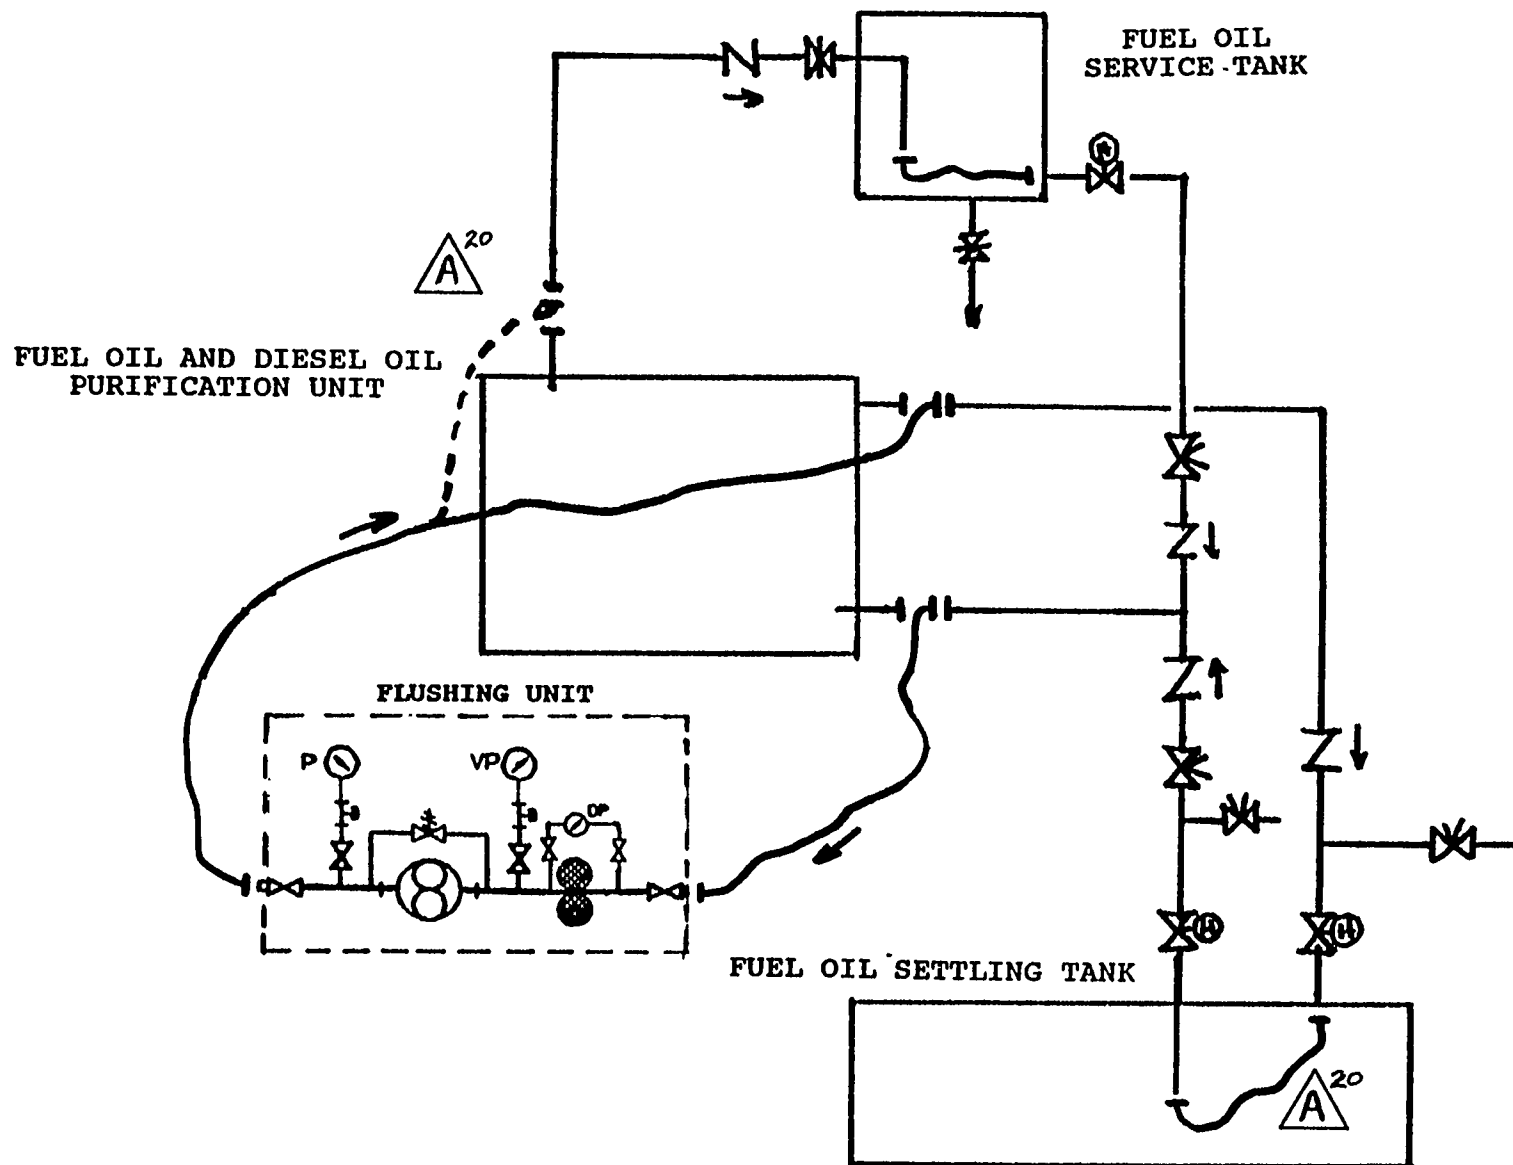 FUEL OIL
SERVICE TANK
A 20
FUEL OIL AND DIESEL OIL
PURIFICATION UNIT
FLUSHING UNIT
P
VP
DP
H
H
FUEL OIL SETTLING TANK
A 20